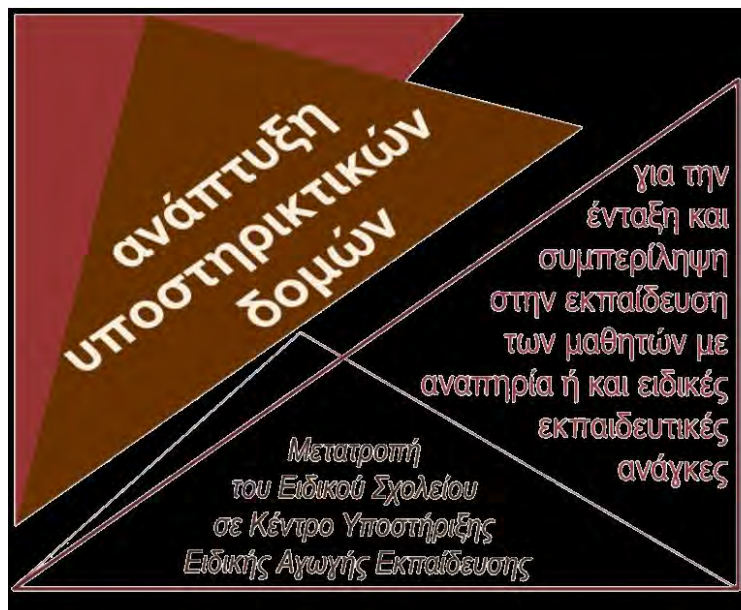 ανάπτυξη
υποστηρικτικών
δομών
για την
ένταξη και
συμπερίληψη
στην εκπαίδευση
των μαθητών με
αναπηρία ή και ειδικές
εκπαιδευτικές
ανάγκες
Μετατροπή
του Ειδικού Σχολείου
σε Κέντρο Υποστήριξης
Ειδικής Αγωγής Εκπαίδευσης